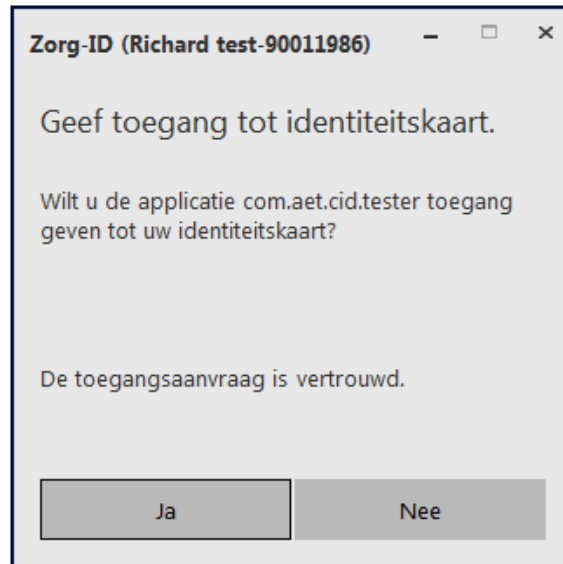 Zorg-ID (Richard test-90011986)
Geef toegang tot identiteitskaart.
Wilt u de applicatie com.aet.cid.tester toegang
geven tot uw identiteitskaart?
De toegangsaanvraag is vertrouwd.
Ja Nee